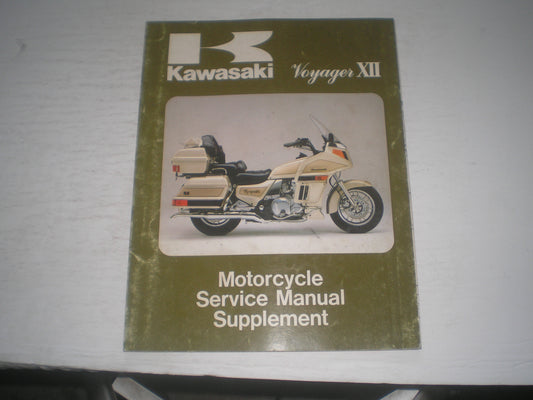 Kawasaki
Voyager XII
Motorcycle
Service Manual
Supplement